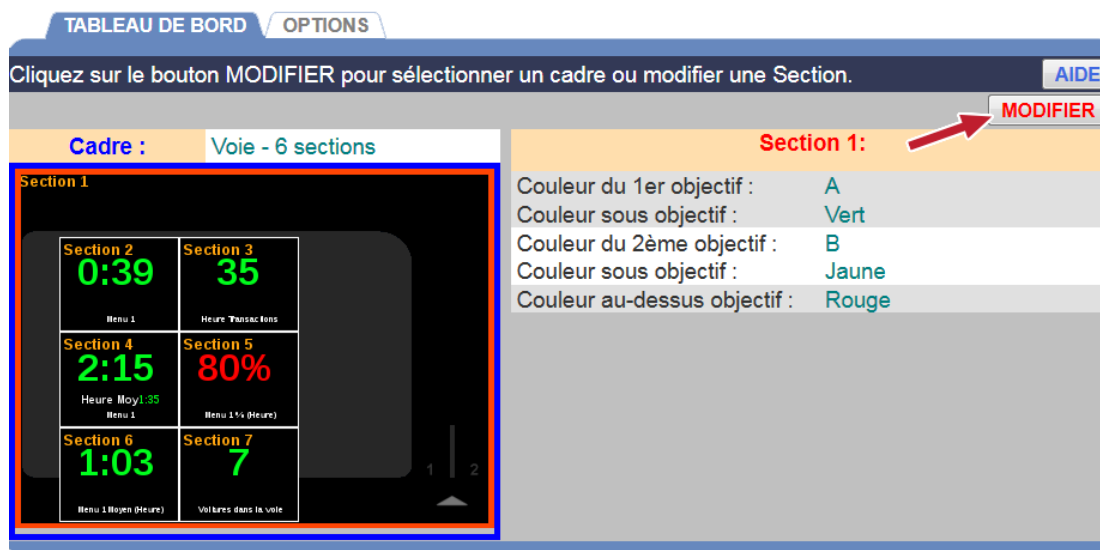 TABLEAU DE BORD OPTIONS
Cliquez sur le bouton MODIFIER pour sélectionner un cadre ou modifier une Section.
AIDE
MODIFIER
Cadre : Voie - 6 sections
Section 1
Section 2
0:39
Menu 1
Section 3
35
Heure Transactions
Section 4
2:15
Heure Moy1:35
Menu 1
Section 5
80%
Menu 1 % (Heure)
Section 6
1:03
Menu 1 Moyen (Heure)
Section 7
7
Voitures dans la voie
1 2
Section 1:
Couleur du 1er objectif : A
Couleur sous objectif : Vert
Couleur du 2ème objectif : B
Couleur sous objectif : Jaune
Couleur au-dessus objectif : Rouge